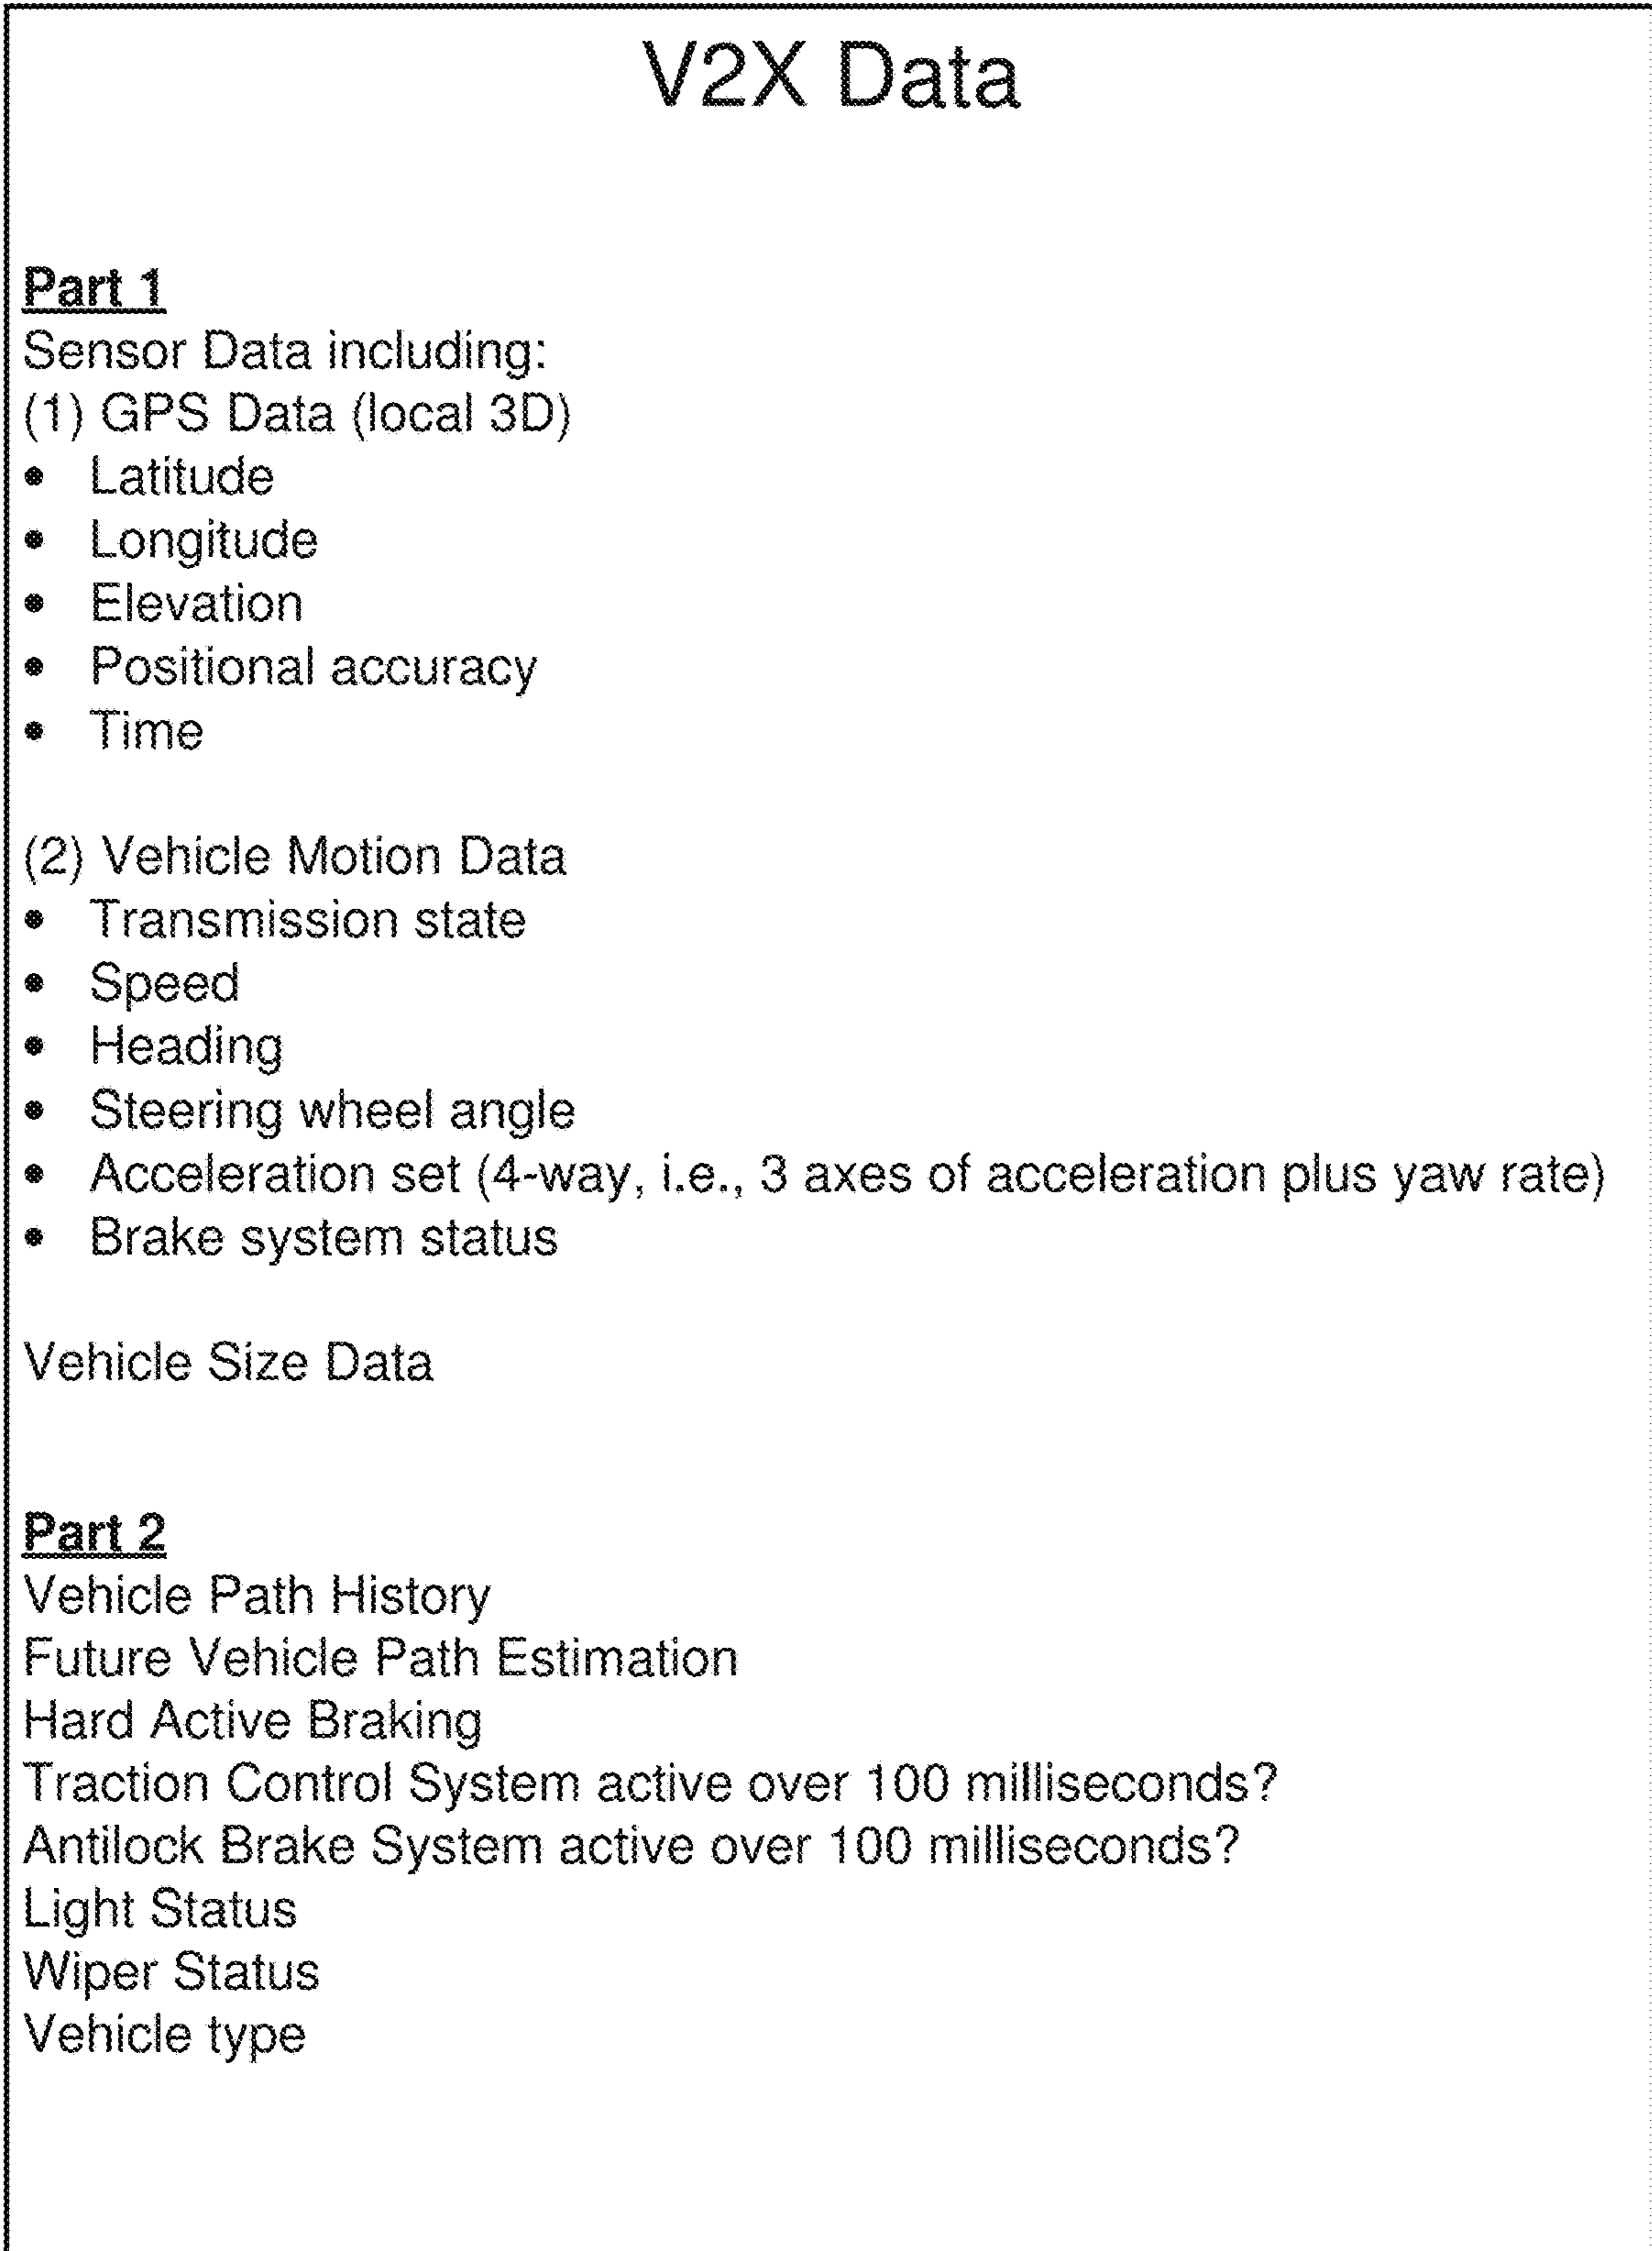 V2X Data
Part 1
Sensor Data including:
(1) GPS Data (local 3D)
• Latitude
• Longitude
• Elevation
• Positional accuracy
• Time
(2) Vehicle Motion Data
• Transmission state
• Speed
• Heading
• Steering wheel angle
• Acceleration set (4-way, i.e., 3 axes of acceleration plus yaw rate)
• Brake system status
Vehicle Size Data
Part 2
Vehicle Path History
Future Vehicle Path Estimation
Hard Active Braking
Traction Control System active over 100 milliseconds?
Antilock Brake System active over 100 milliseconds?
Light Status
Wiper Status
Vehicle type